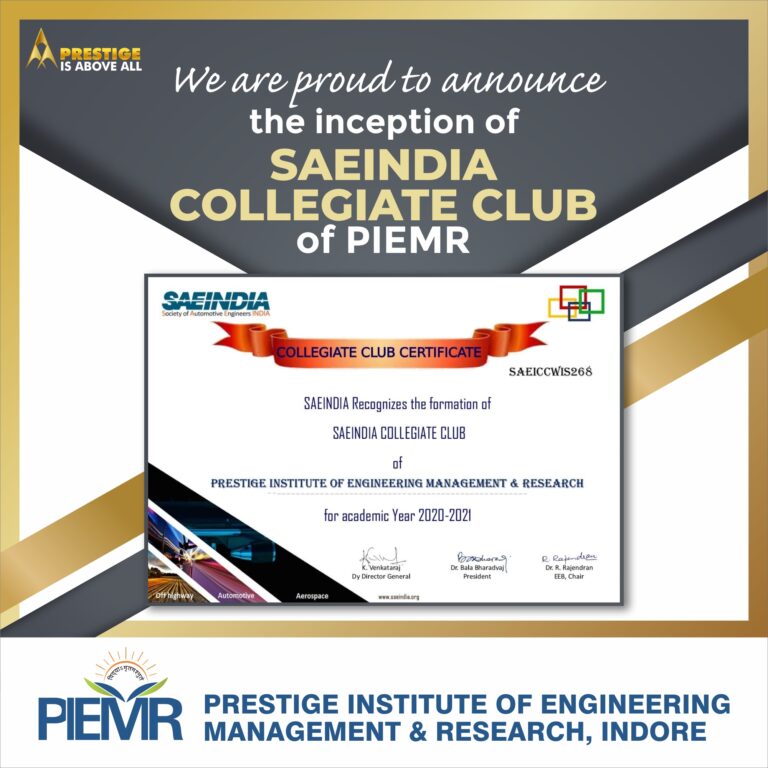 PRESTIGE
IS ABOVE ALL
We are proud to announce
the inception of
SAEINDIA
COLLEGIATE CLUB
of PIEMR
SAEINDIA
Society of Automotive Engineers INDIA
COLLEGIATE CLUB CERTIFICATE
SAEICCWIS268
SAEINDIA Recognizes the formation of
SAEINDIA COLLEGIATE CLUB
of
PRESTIGE INSTITUTE OF ENGINEERING MANAGEMENT & RESEARCH
for academic Year 2020-2021
K. Venkataraj
Dy Director General
Dr. Bala Bharadvaj
President
R. Rajendran
Dr. R. Rajendran
EEB, Chair
Off highway
Automotive
Aerospace
www.saeindia.org
PIEMR
PRESTIGE INSTITUTE OF ENGINEERING
MANAGEMENT & RESEARCH, INDORE